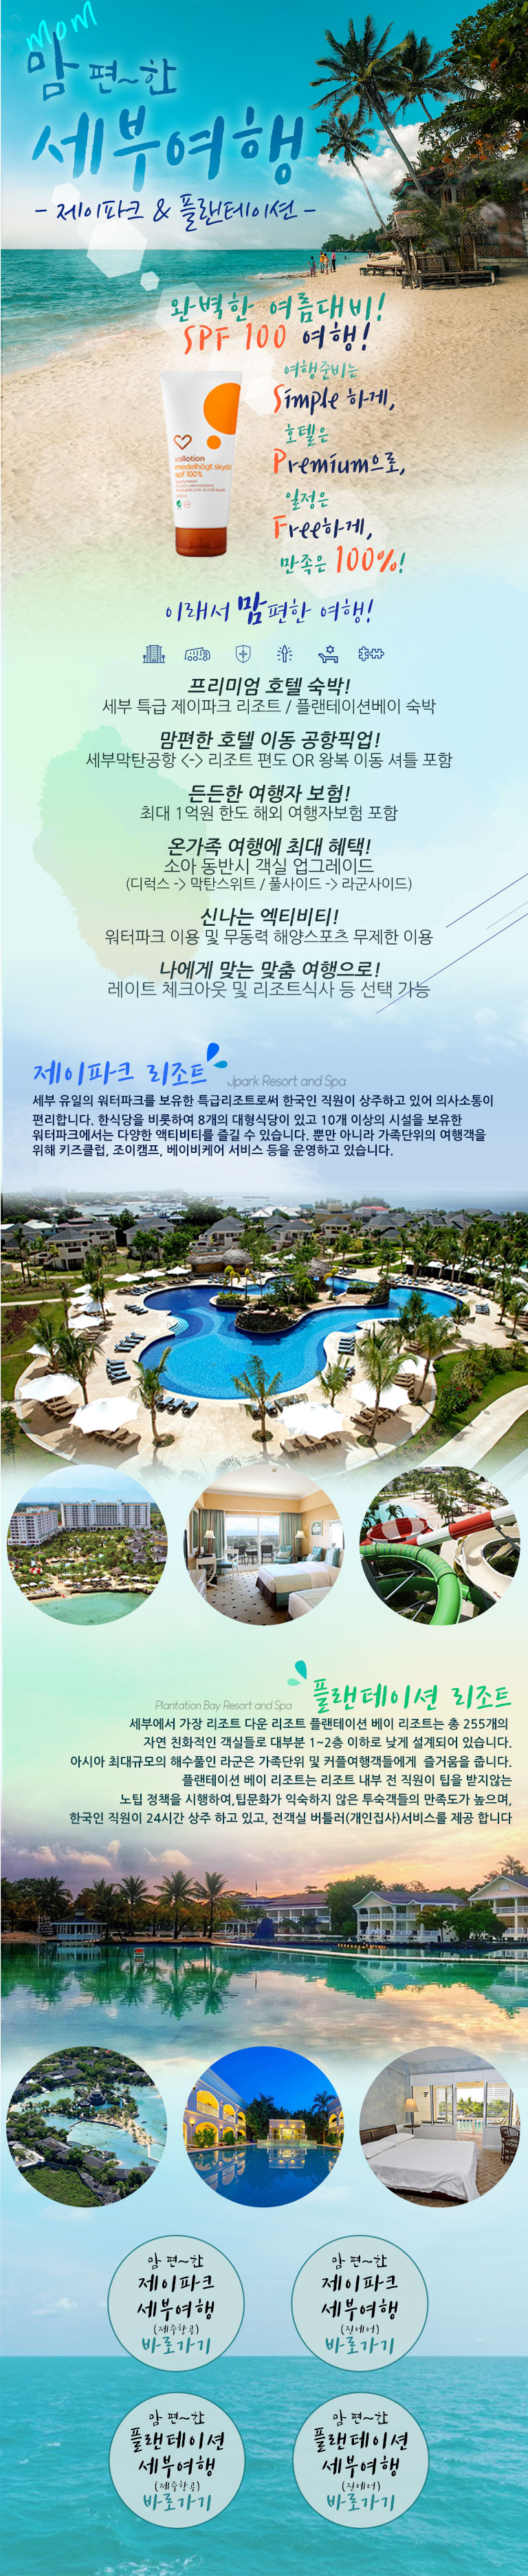 MOM
맘 편~한
세부여행
- 제이파크 & 플랜테이션 -
완벽한 여름대비!
SPF 100 여행!
여행준비는
Simple 하게,
호텔은
Premium으로,
일정은
Free하게,
만족은 100%!
sollotion
medelhögt skydd
spf 100%
이래서 맘편한 여행!
프리미엄 호텔 숙박!
세부 특급 제이파크 리조트 / 플랜테이션베이 숙박
맘편한 호텔 이동 공항픽업!
세부막탄공항 <-> 리조트 편도 OR 왕복 이동 셔틀 포함
든든한 여행자 보험!
최대 1억원 한도 해외 여행자보험 포함
온가족 여행에 최대 혜택!
소아 동반시 객실 업그레이드
(디럭스 -> 막탄스위트 / 풀사이드 -> 라군사이드)
신나는 엑티비티!
워터파크 이용 및 무동력 해양스포츠 무제한 이용
나에게 맞는 맞춤 여행으로!
레이트 체크아웃 및 리조트식사 등 선택 가능
제이파크 리조트 Jpark Resort and Spa
세부 유일의 워터파크를 보유한 특급리조트로써 한국인 직원이 상주하고 있어 의사소통이
편리합니다. 한식당을 비롯하여 8개의 대형식당이 있고 10개 이상의 시설을 보유한
워터파크에서는 다양한 액티비티를 즐길 수 있습니다. 뿐만 아니라 가족단위의 여행객을
위해 키즈클럽, 조이캠프, 베이비케어 서비스 등을 운영하고 있습니다.
Plantation Bay Resort and Spa 플랜테이션 리조트
세부에서 가장 리조트 다운 리조트 플랜테이션 베이 리조트는 총 255개의
자연 친화적인 객실들로 대부분 1~2층 이하로 낮게 설계되어 있습니다.
아시아 최대규모의 해수풀인 라군은 가족단위 및 커플여행객들에게 즐거움을 줍니다.
플랜테이션 베이 리조트는 리조트 내부 전 직원이 팁을 받지않는
노팁 정책을 시행하여,팁문화가 익숙하지 않은 투숙객들의 만족도가 높으며,
한국인 직원이 24시간 상주 하고 있고, 전객실 버틀러(개인집사)서비스를 제공 합니다
맘 편~한
제이파크
세부여행
(제주항공)
바로가기
맘 편~한
제이파크
세부여행
(진에어)
바로가기
맘 편~한
플랜테이션
세부여행
(제주항공)
바로가기
맘 편~한
플랜테이션
세부여행
(진에어)
바로가기